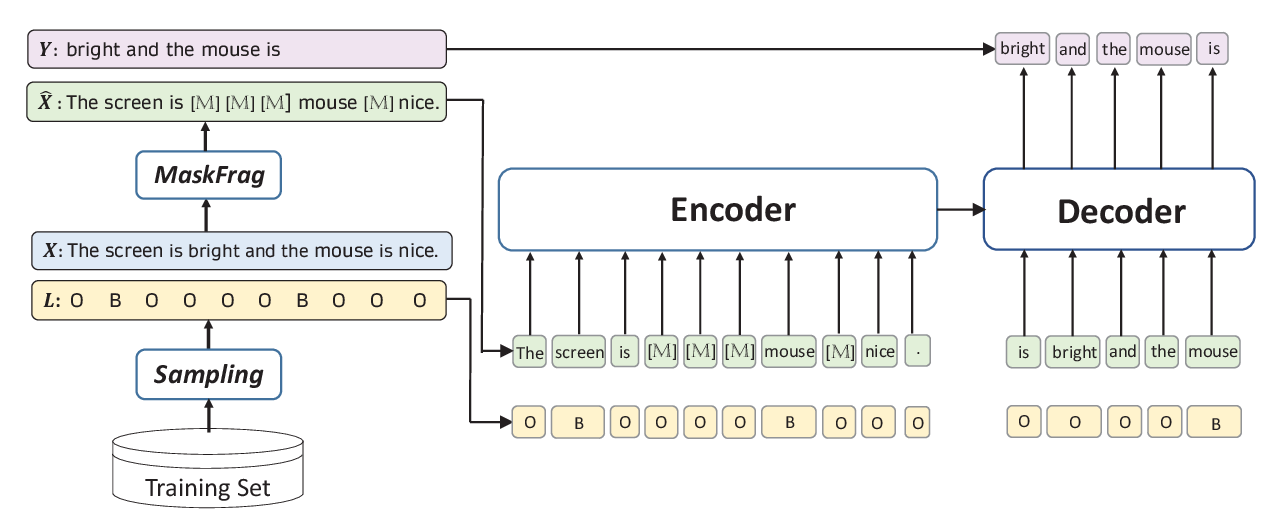 Y: bright and the mouse is
X̂: The screen is [M] [M] [M] mouse [M] nice.
MaskFrag
X: The screen is bright and the mouse is nice.
L: O B O O O O B O O O
Sampling
Training Set
Encoder
The screen is [M] [M] [M] mouse [M] nice .
O B O O O O B O O O
bright and the mouse is
Decoder
is bright and the mouse
O O O O B